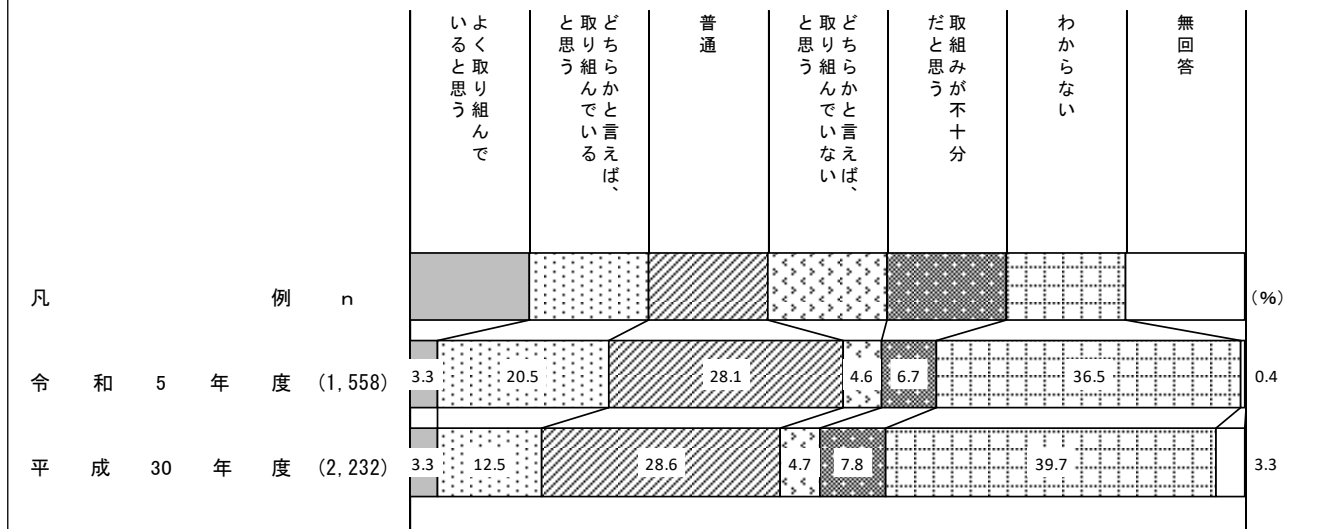 よく取り組んで
いると思う
どちらかと言えば、
取り組んでいる
と思う
普通
どちらかと言えば、
取り組んでいない
と思う
取組みが不十分
だと思う
わからない
無回答
凡例 n (%)
令和5年度 (1,558) 3.3 20.5 28.1 4.6 6.7 36.5 0.4
平成30年度 (2,232) 3.3 12.5 28.6 4.7 7.8 39.7 3.3